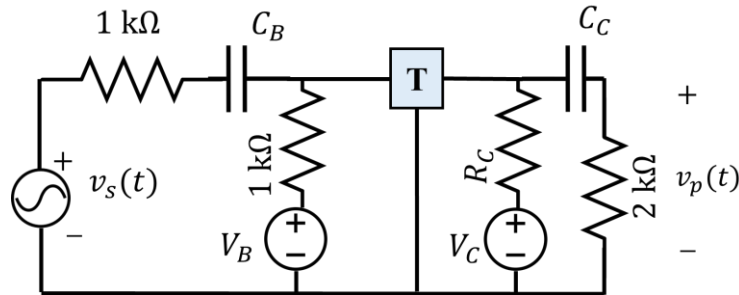 1 kΩ
C_B
C_C
T
+
v_s(t)
−
1 kΩ
+
−
V_B
R_C
+
−
V_C
2 kΩ
+
v_p(t)
−